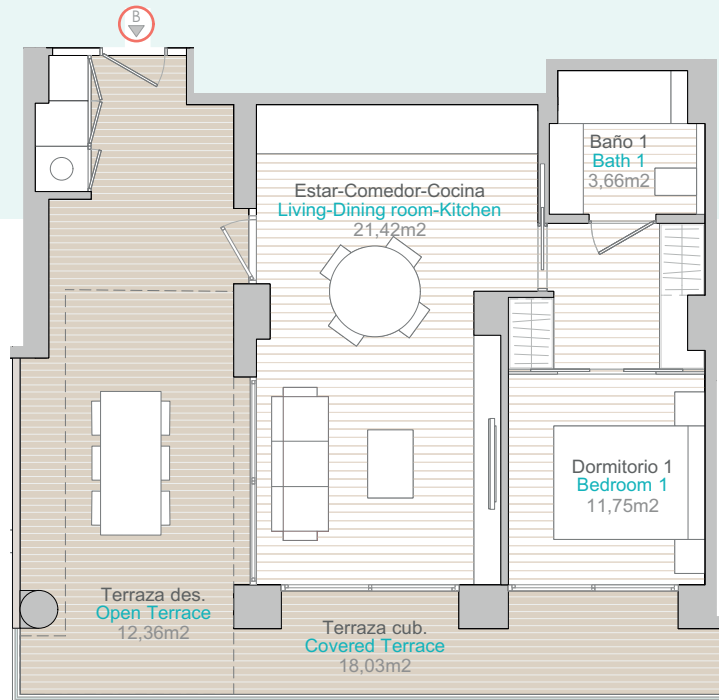 B
Baño 1
Bath 1
3,66m2
Estar-Comedor-Cocina
Living-Dining room-Kitchen
21,42m2
Dormitorio 1
Bedroom 1
11,75m2
Terraza des.
Open Terrace
12,36m2
Terraza cub.
Covered Terrace
18,03m2